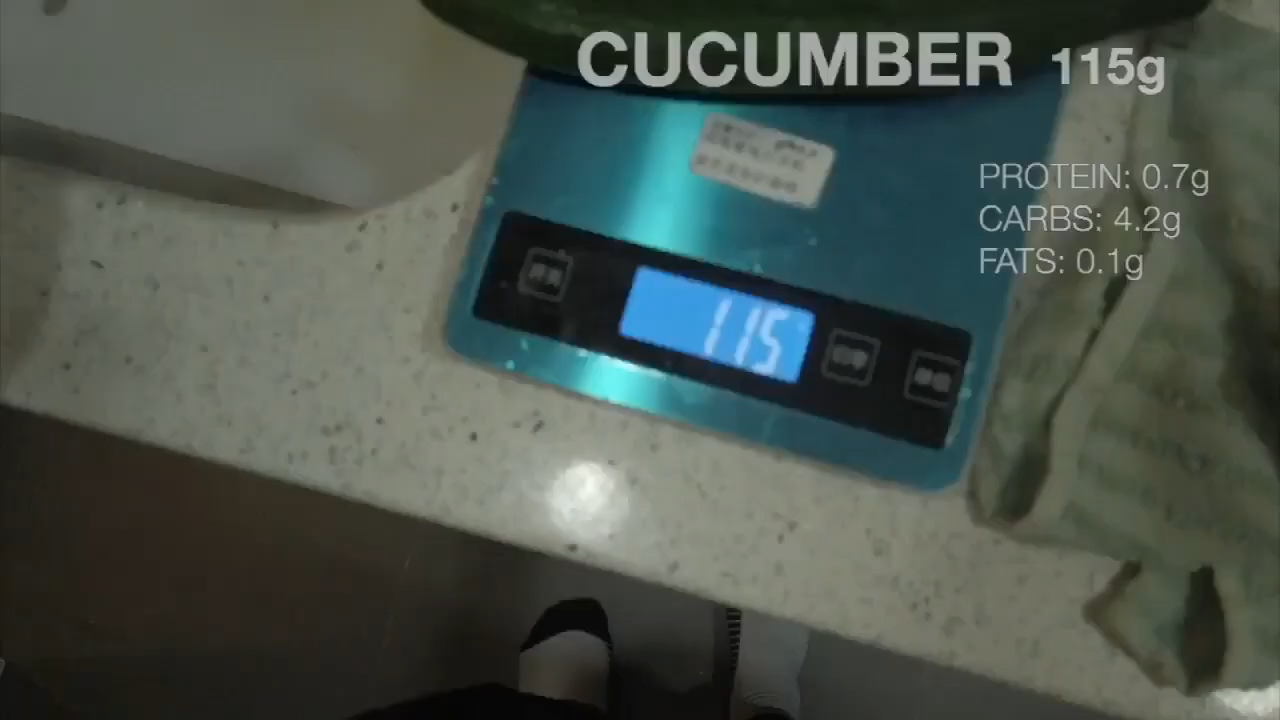 CUCUMBER 115g
PROTEIN: 0.7g
CARBS: 4.2g
FATS: 0.1g
115